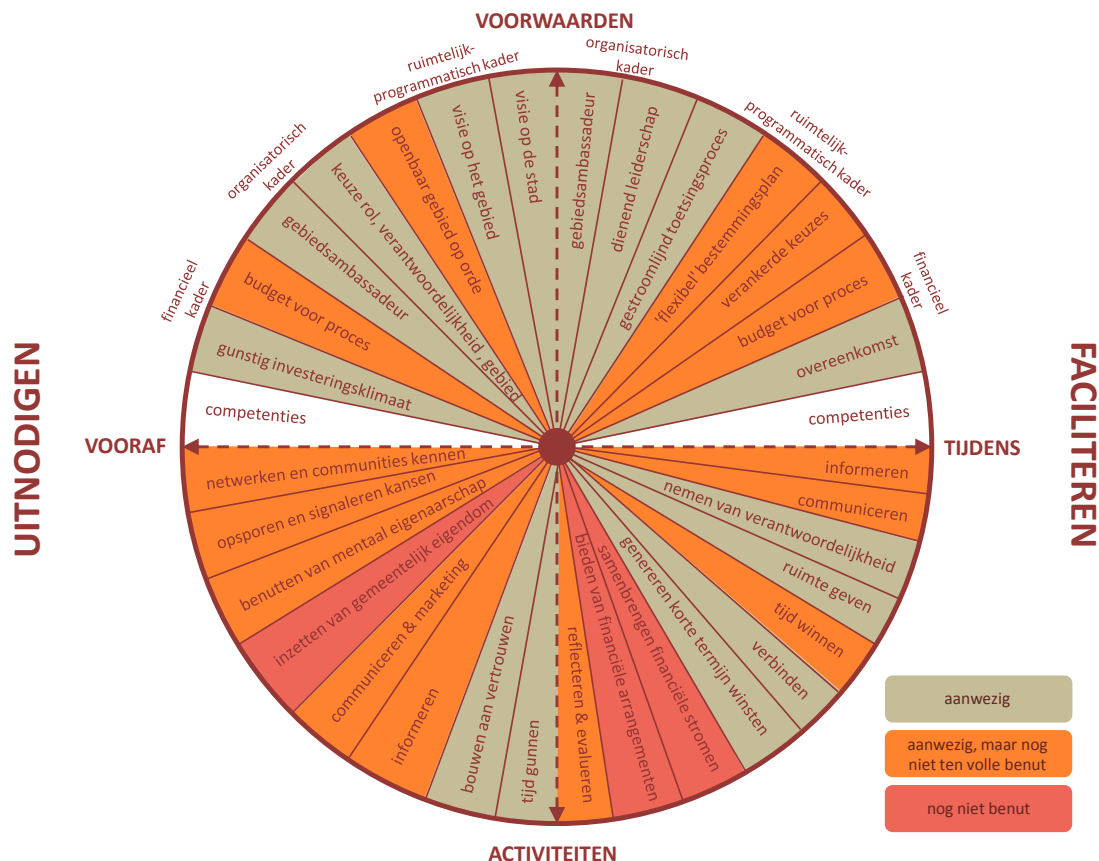 VOORWAARDEN
ruimtelijk-
programmatisch kader
organisatorisch
kader
ruimtelijk-
programmatisch kader
organisatorisch
kader
financieel
kader
financieel
kader
UITNODIGEN
FACILITEREN
VOORAF
TIJDENS
competenties
gunstig investeringsklimaat
budget voor proces
gebiedsambassadeur
keuze rol, verantwoordelijkheid , gebied
openbaar gebied op orde
visie op het gebied
visie op de stad
gebiedsambassadeur
dienend leiderschap
gestroomlijnd toetsingsproces
'flexibel' bestemmingsplan
verankerde keuzes
budget voor proces
overeenkomst
competenties
informeren
communiceren
nemen van verantwoordelijkheid
ruimte geven
tijd winnen
verbinden
genereren korte termijn winsten
samenbrengen financiële stromen
bieden van financiële arrangementen
reflecteren & evalueren
tijd gunnen
bouwen aan vertrouwen
informeren
communiceren & marketing
inzetten van gemeentelijk eigendom
benutten van mentaal eigenaarschap
opsporen en signaleren kansen
netwerken en communities kennen
ACTIVITEITEN
aanwezig
aanwezig, maar nog
niet ten volle benut
nog niet benut